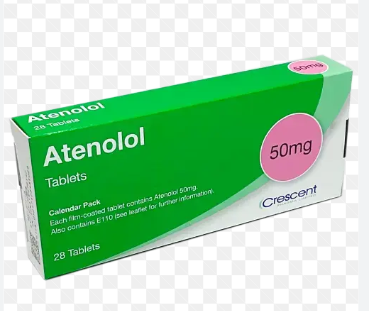 Atenolol
28 Tablets
50mg
Atenolol
Tablets
50mg
Calendar Pack
Each film-coated tablet contains Atenolol 50mg.
Also contains E110 (see leaflet for further information).
Crescent
28 Tablets